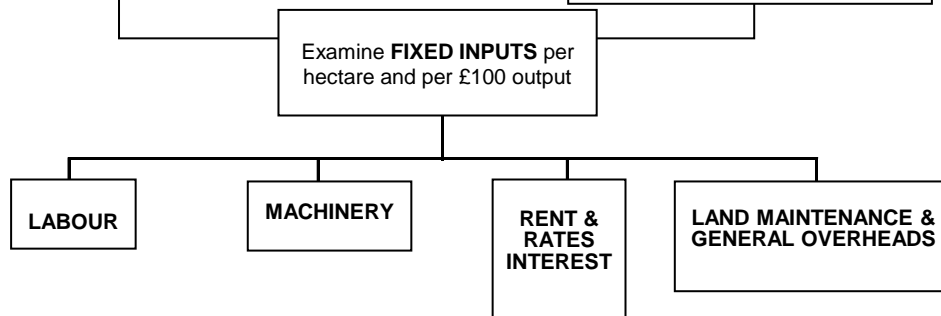 Examine FIXED INPUTS per
hectare and per £100 output
LABOUR
MACHINERY
RENT &
RATES
INTEREST
LAND MAINTENANCE &
GENERAL OVERHEADS